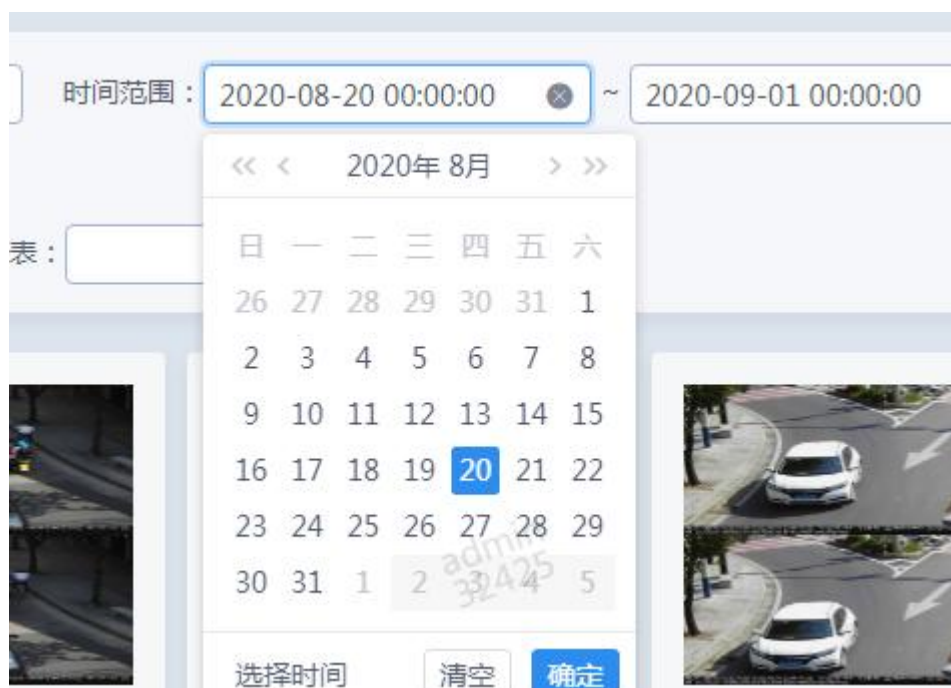 时间范围： 2020-08-20 00:00:00 ~ 2020-09-01 00:00:00
<< < 2020年 8月 > >>
表：
日 一 二 三 四 五 六
26 27 28 29 30 31 1
2 3 4 5 6 7 8
9 10 11 12 13 14 15
16 17 18 19 20 21 22
23 24 25 26 27 28 29
30 31 1 2 3 4 5
admin
32425
选择时间 清空 确定